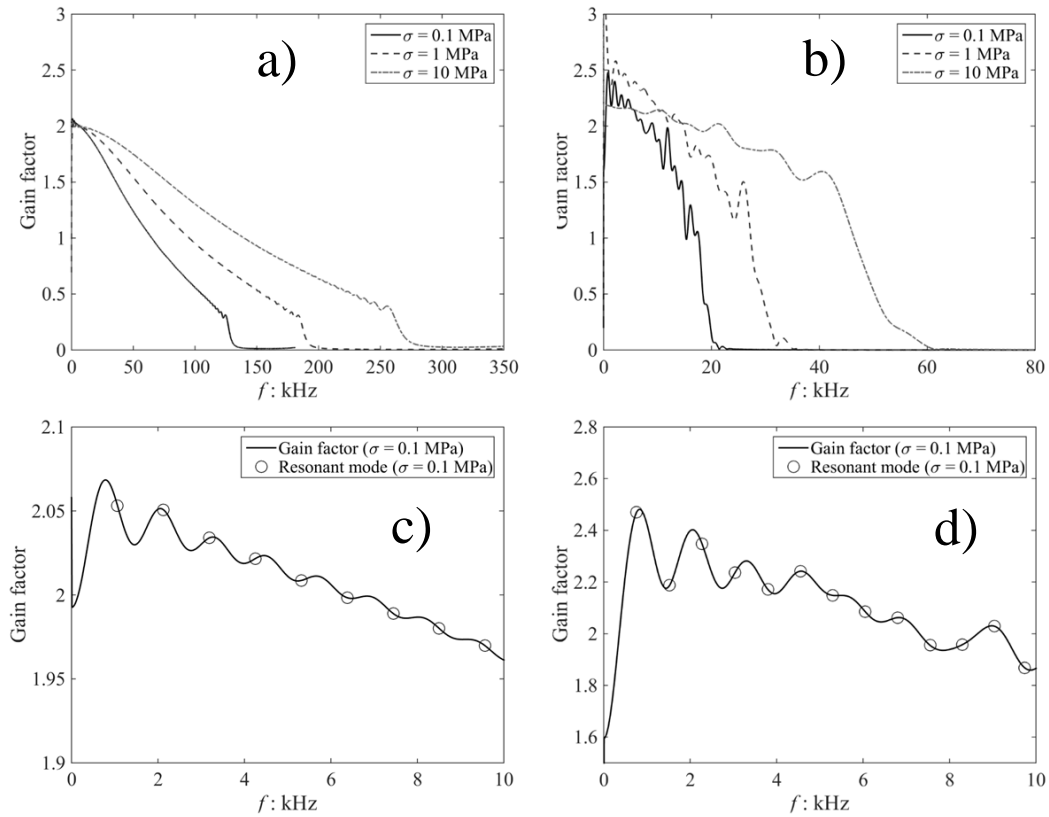 3
2.5
2
1.5
1
0.5
0
Gain factor
a)
σ = 0.1 MPa
σ = 1 MPa
σ = 10 MPa
0 50 100 150 200 250 300 350
f : kHz
3
2.5
2
1.5
1
0.5
0
Gain ractor
b)
σ = 0.1 MPa
σ = 1 MPa
σ = 10 MPa
0 20 40 60 80
f : kHz
2.1
2.05
2
1.95
1.9
Gain factor
Gain factor (σ = 0.1 MPa)
Resonant mode (σ = 0.1 MPa)
c)
0 2 4 6 8 10
f : kHz
2.8
2.6
2.4
2.2
2
1.8
1.6
Gain factor
Gain factor (σ = 0.1 MPa)
Resonant mode (σ = 0.1 MPa)
d)
0 2 4 6 8 10
f : kHz